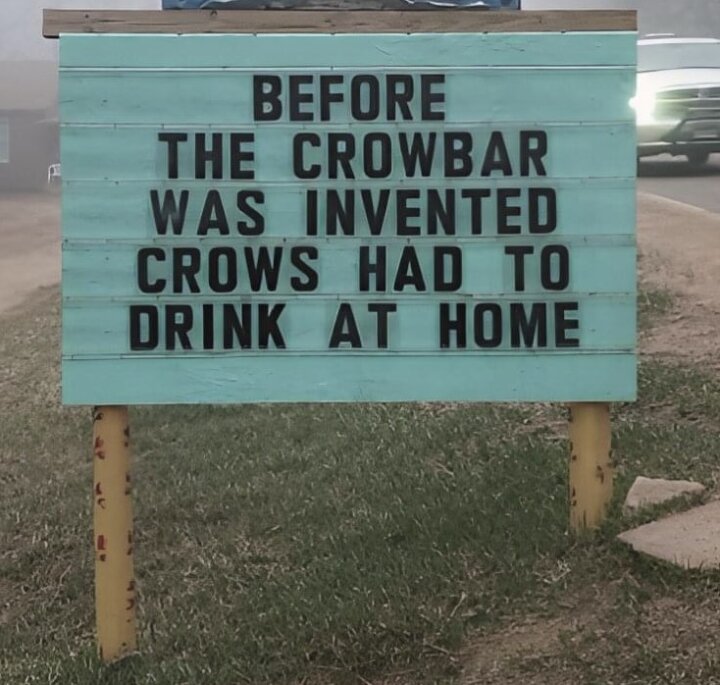 BEFORE
THE CROWBAR
WAS INVENTED
CROWS HAD TO
DRINK AT HOME